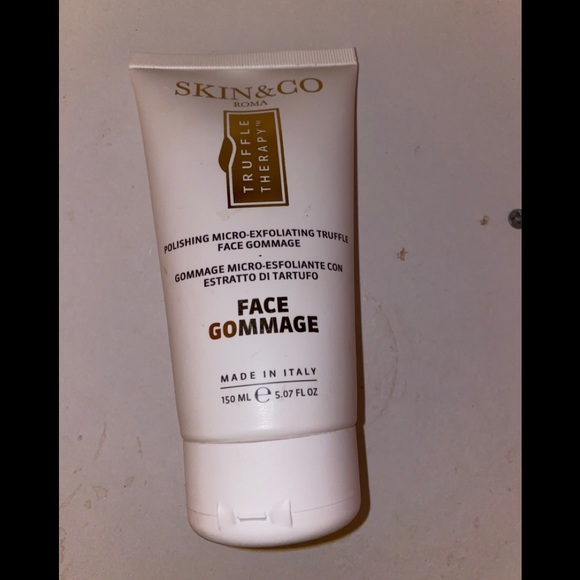 SKIN&CO
ROMA
TRUFFLE
THERAPY™
POLISHING MICRO-EXFOLIATING TRUFFLE
FACE GOMMAGE
-
GOMMAGE MICRO-ESFOLIANTE CON
ESTRATTO DI TARTUFO
FACE
GOMMAGE
MADE IN ITALY
150 ML ℮ 5.07 FL OZ